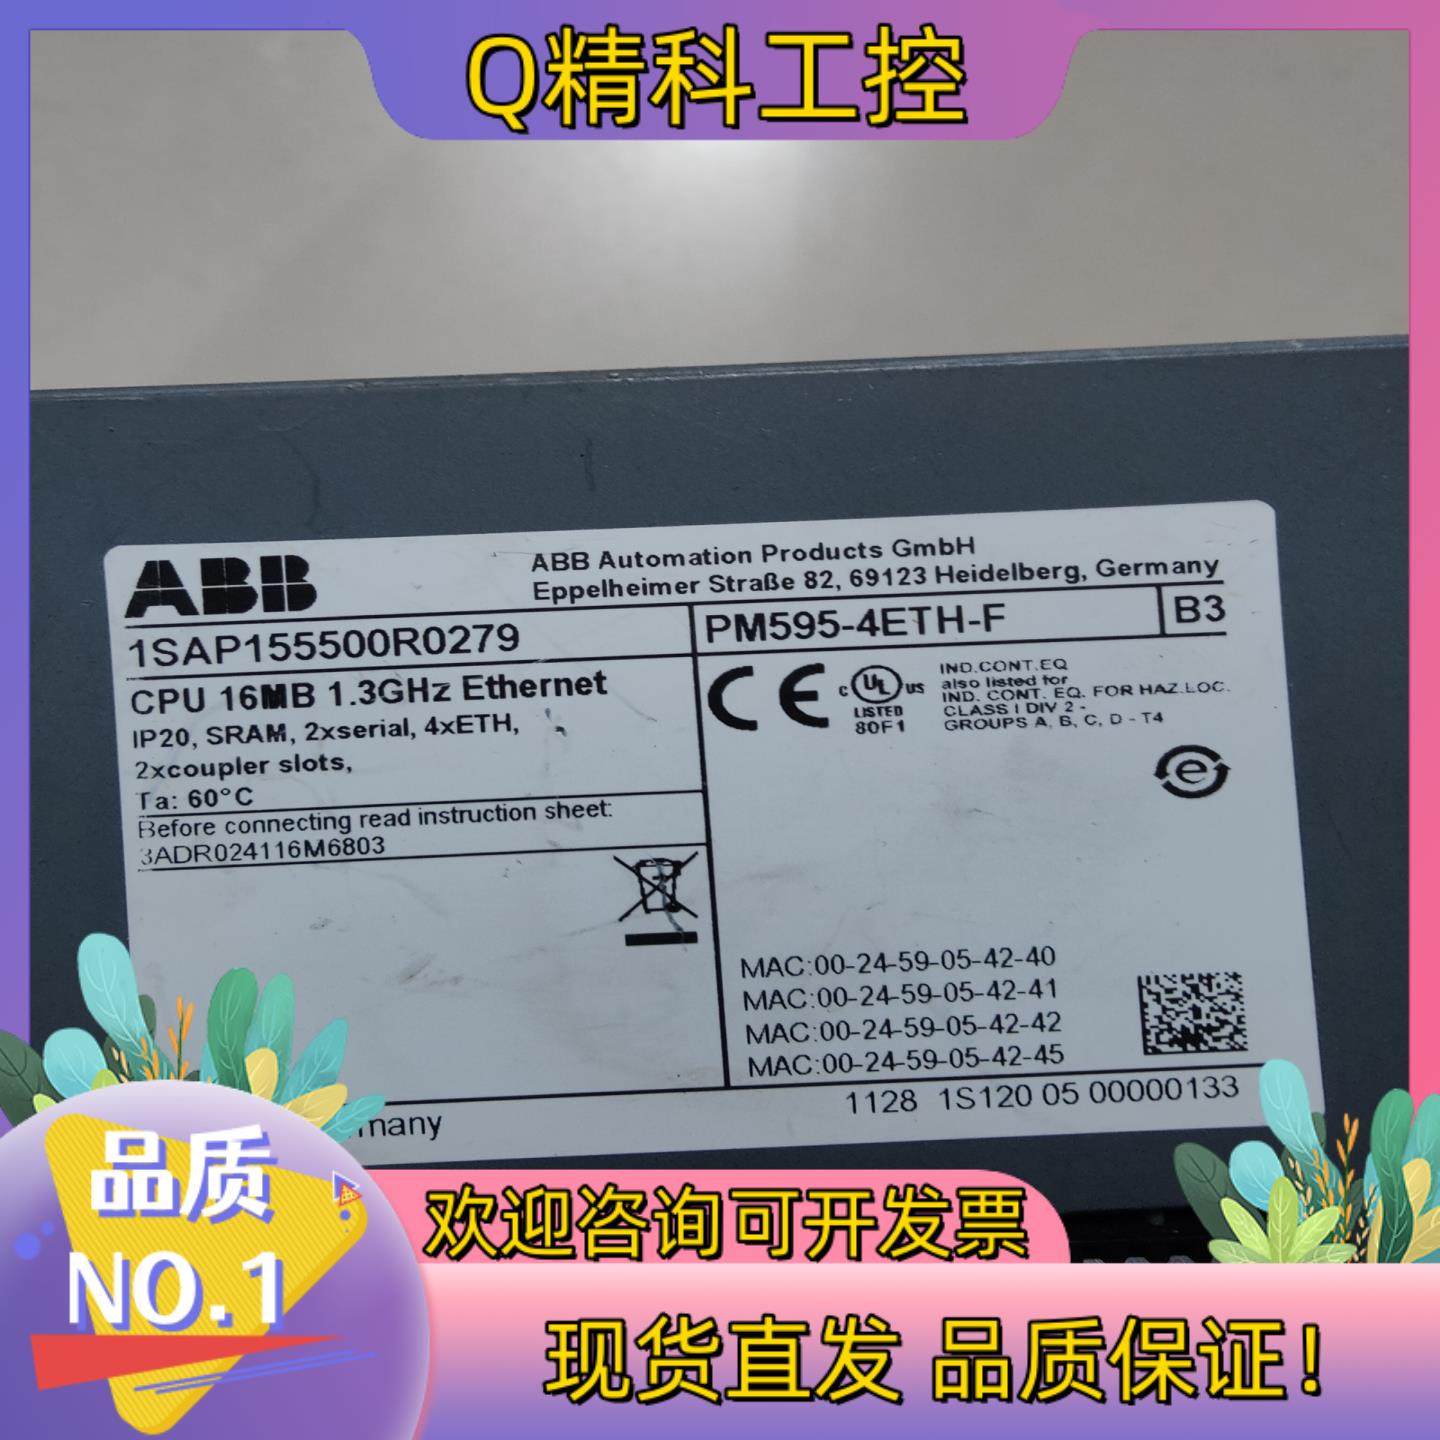 Q精科工控
ABB
ABB Automation Products GmbH
Eppelheimer Straße 82, 69123 Heidelberg, Germany
1SAP155500R0279
PM595-4ETH-F
B3
CPU 16MB 1.3GHz Ethernet
IP20, SRAM, 2xserial, 4xETH,
2xcoupler slots,
Ta: 60°C
Before connecting read instruction sheet:
3ADR024116M6803
CE
c UL us
LISTED
80F1
IND.CONT.EQ
also listed for
IND. CONT. EQ. FOR HAZ.LOC.
CLASS I DIV 2 -
GROUPS A, B, C, D - T4
e
MAC:00-24-59-05-42-40
MAC:00-24-59-05-42-41
MAC:00-24-59-05-42-42
MAC:00-24-59-05-42-45
many
1128 1S120 05 00000133
品质
NO.1
欢迎咨询可开发票
现货直发 品质保证!